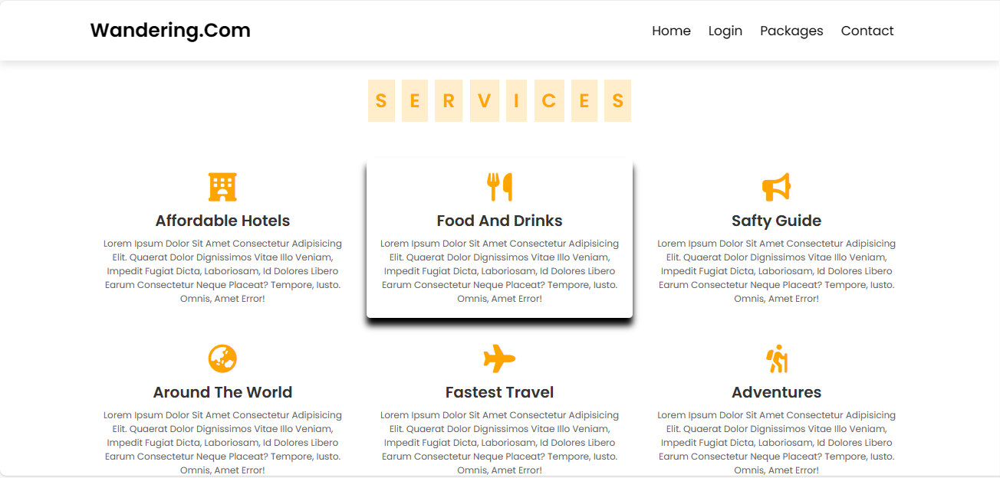 Wandering.Com
Home Login Packages Contact
S E R V I C E S
Affordable Hotels
Lorem Ipsum Dolor Sit Amet Consectetur Adipisicing
Elit. Quaerat Dolor Dignissimos Vitae Illo Veniam,
Impedit Fugiat Dicta, Laboriosam, Id Dolores Libero
Earum Consectetur Neque Placeat? Tempore, Iusto.
Omnis, Amet Error!
Food And Drinks
Lorem Ipsum Dolor Sit Amet Consectetur Adipisicing
Elit. Quaerat Dolor Dignissimos Vitae Illo Veniam,
Impedit Fugiat Dicta, Laboriosam, Id Dolores Libero
Earum Consectetur Neque Placeat? Tempore, Iusto.
Omnis, Amet Error!
Safty Guide
Lorem Ipsum Dolor Sit Amet Consectetur Adipisicing
Elit. Quaerat Dolor Dignissimos Vitae Illo Veniam,
Impedit Fugiat Dicta, Laboriosam, Id Dolores Libero
Earum Consectetur Neque Placeat? Tempore, Iusto.
Omnis, Amet Error!
Around The World
Lorem Ipsum Dolor Sit Amet Consectetur Adipisicing
Elit. Quaerat Dolor Dignissimos Vitae Illo Veniam,
Impedit Fugiat Dicta, Laboriosam, Id Dolores Libero
Earum Consectetur Neque Placeat? Tempore, Iusto.
Omnis, Amet Error!
Fastest Travel
Lorem Ipsum Dolor Sit Amet Consectetur Adipisicing
Elit. Quaerat Dolor Dignissimos Vitae Illo Veniam,
Impedit Fugiat Dicta, Laboriosam, Id Dolores Libero
Earum Consectetur Neque Placeat? Tempore, Iusto.
Omnis, Amet Error!
Adventures
Lorem Ipsum Dolor Sit Amet Consectetur Adipisicing
Elit. Quaerat Dolor Dignissimos Vitae Illo Veniam,
Impedit Fugiat Dicta, Laboriosam, Id Dolores Libero
Earum Consectetur Neque Placeat? Tempore, Iusto.
Omnis, Amet Error!